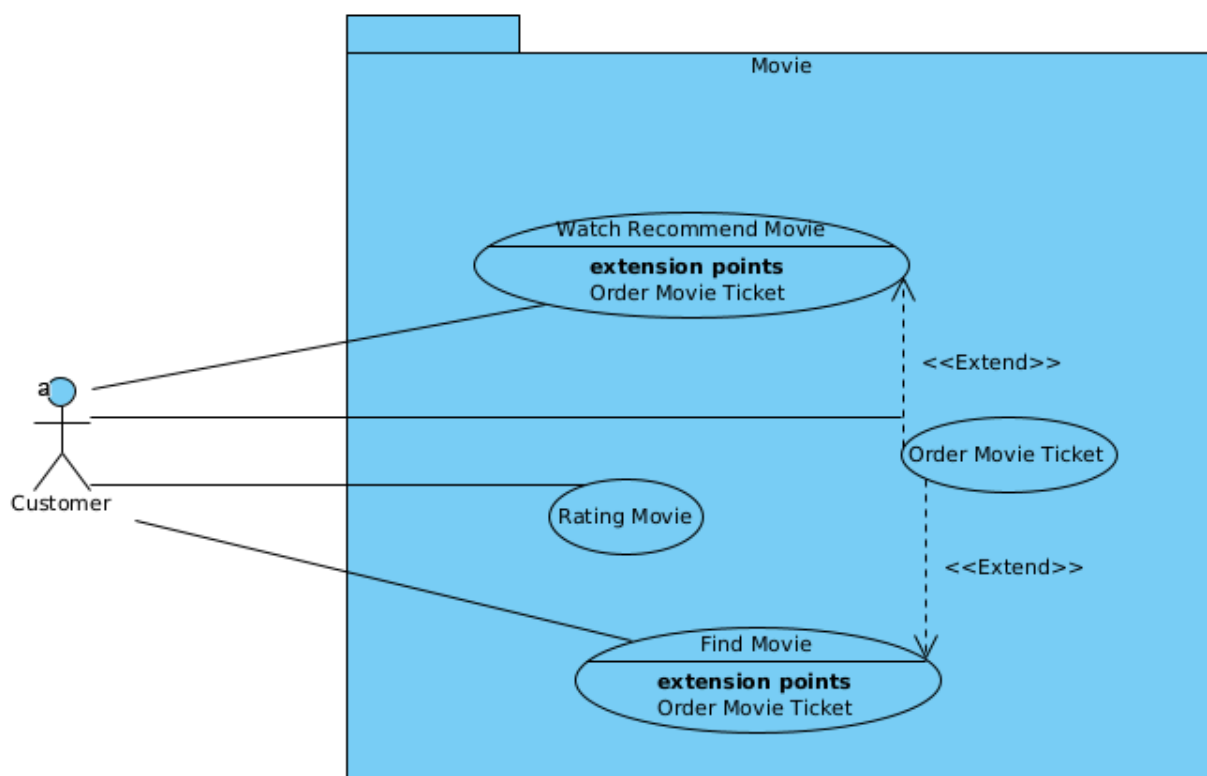 Movie
Watch Recommend Movie
extension points
Order Movie Ticket
<<Extend>>
a
Customer
Order Movie Ticket
Rating Movie
<<Extend>>
Find Movie
extension points
Order Movie Ticket